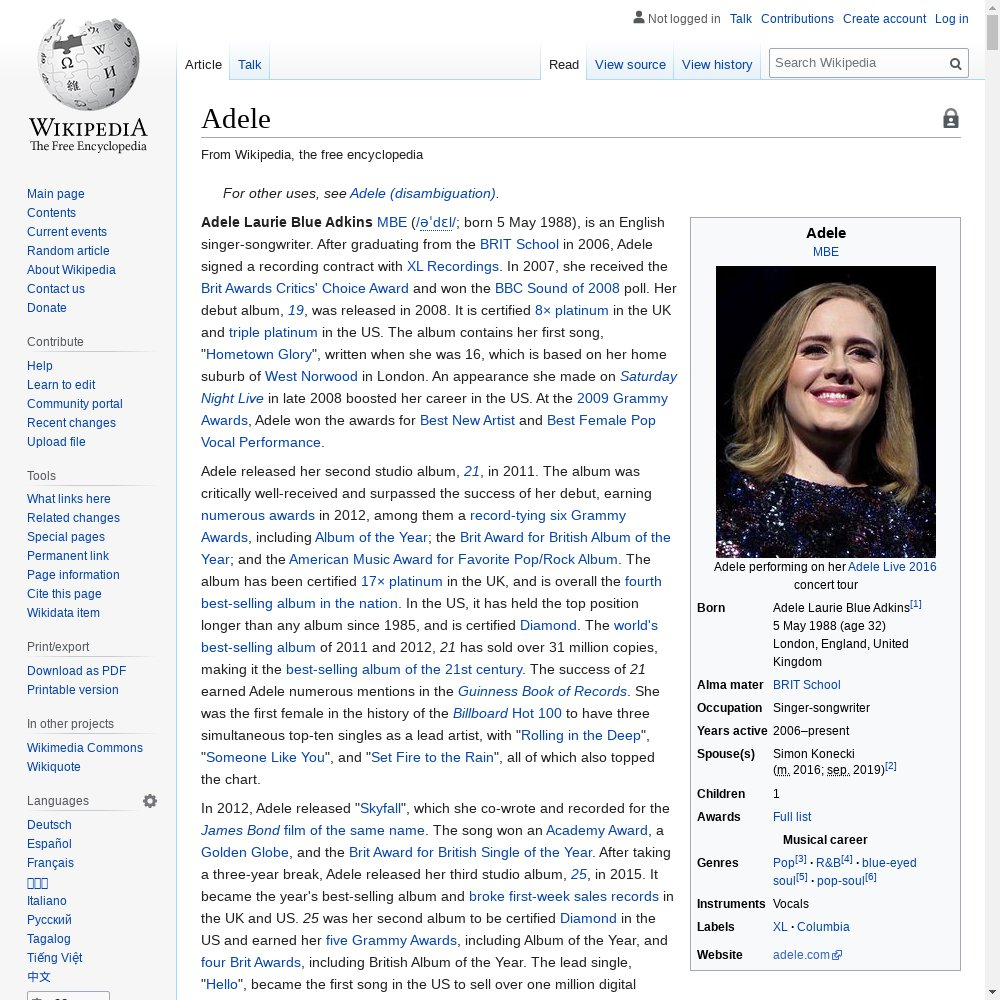 Not logged in Talk Contributions Create account Log in
Article Talk Read View source View history Search Wikipedia
WIKIPEDIA
The Free Encyclopedia
Main page
Contents
Current events
Random article
About Wikipedia
Contact us
Donate
Contribute
Help
Learn to edit
Community portal
Recent changes
Upload file
Tools
What links here
Related changes
Special pages
Permanent link
Page information
Cite this page
Wikidata item
Print/export
Download as PDF
Printable version
In other projects
Wikimedia Commons
Wikiquote
Languages
Deutsch
Español
Français
Italiano
Русский
Tagalog
Tiếng Việt
中文
Adele
From Wikipedia, the free encyclopedia
For other uses, see Adele (disambiguation).
Adele Laurie Blue Adkins MBE (/əˈdɛl/; born 5 May 1988), is an English
singer-songwriter. After graduating from the BRIT School in 2006, Adele
signed a recording contract with XL Recordings. In 2007, she received the
Brit Awards Critics' Choice Award and won the BBC Sound of 2008 poll. Her
debut album, 19, was released in 2008. It is certified 8× platinum in the UK
and triple platinum in the US. The album contains her first song,
"Hometown Glory", written when she was 16, which is based on her home
suburb of West Norwood in London. An appearance she made on Saturday
Night Live in late 2008 boosted her career in the US. At the 2009 Grammy
Awards, Adele won the awards for Best New Artist and Best Female Pop
Vocal Performance.
Adele released her second studio album, 21, in 2011. The album was
critically well-received and surpassed the success of her debut, earning
numerous awards in 2012, among them a record-tying six Grammy
Awards, including Album of the Year; the Brit Award for British Album of the
Year; and the American Music Award for Favorite Pop/Rock Album. The
album has been certified 17× platinum in the UK, and is overall the fourth
best-selling album in the nation. In the US, it has held the top position
longer than any album since 1985, and is certified Diamond. The world's
best-selling album of 2011 and 2012, 21 has sold over 31 million copies,
making it the best-selling album of the 21st century. The success of 21
earned Adele numerous mentions in the Guinness Book of Records. She
was the first female in the history of the Billboard Hot 100 to have three
simultaneous top-ten singles as a lead artist, with "Rolling in the Deep",
"Someone Like You", and "Set Fire to the Rain", all of which also topped
the chart.
In 2012, Adele released "Skyfall", which she co-wrote and recorded for the
James Bond film of the same name. The song won an Academy Award, a
Golden Globe, and the Brit Award for British Single of the Year. After taking
a three-year break, Adele released her third studio album, 25, in 2015. It
became the year's best-selling album and broke first-week sales records in
the UK and US. 25 was her second album to be certified Diamond in the
US and earned her five Grammy Awards, including Album of the Year, and
four Brit Awards, including British Album of the Year. The lead single,
"Hello", became the first song in the US to sell over one million digital
Adele
MBE
Adele performing on her Adele Live 2016
concert tour
Born Adele Laurie Blue Adkins[1]
5 May 1988 (age 32)
London, England, United
Kingdom
Alma mater BRIT School
Occupation Singer-songwriter
Years active 2006–present
Spouse(s) Simon Konecki
(m. 2016; sep. 2019)[2]
Children 1
Awards Full list
Musical career
Genres Pop[3] · R&B[4] · blue-eyed
soul[5] · pop-soul[6]
Instruments Vocals
Labels XL · Columbia
Website adele.com